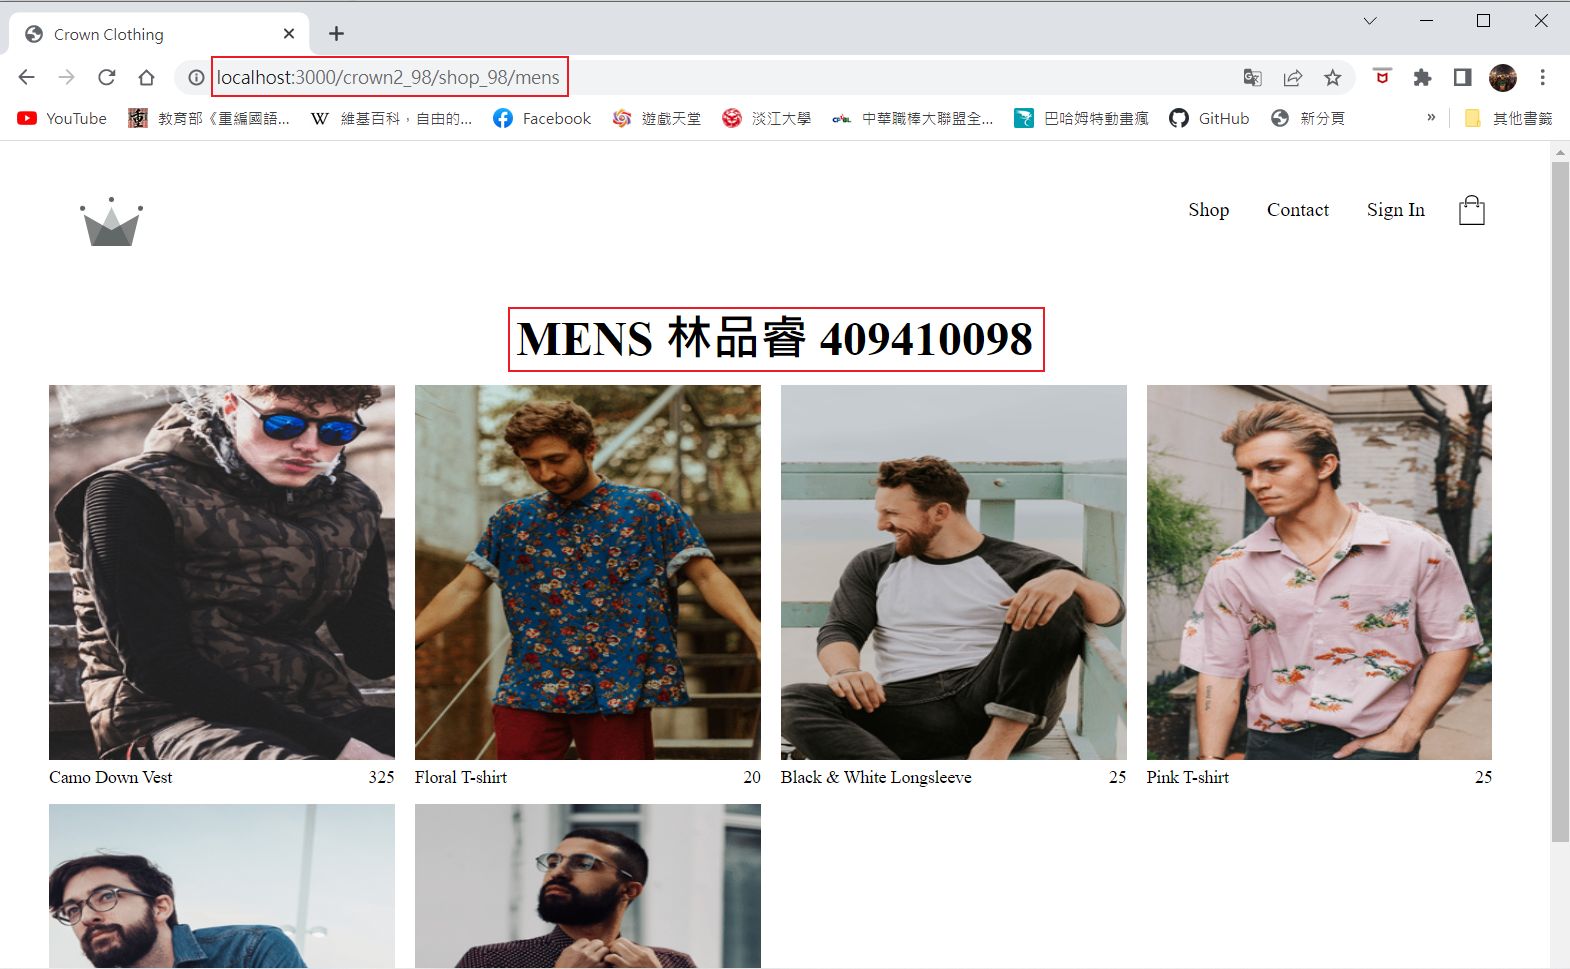 Crown Clothing
localhost:3000/crown2_98/shop_98/mens
YouTube 教育部《重編國語... 維基百科，自由的... Facebook 遊戲天堂 淡江大學 中華職棒大聯盟全... 巴哈姆特動畫瘋 GitHub 新分頁 » 其他書籤
Shop Contact Sign In
MENS 林品睿 409410098
Camo Down Vest 325
Floral T-shirt 20
Black & White Longsleeve 25
Pink T-shirt 25